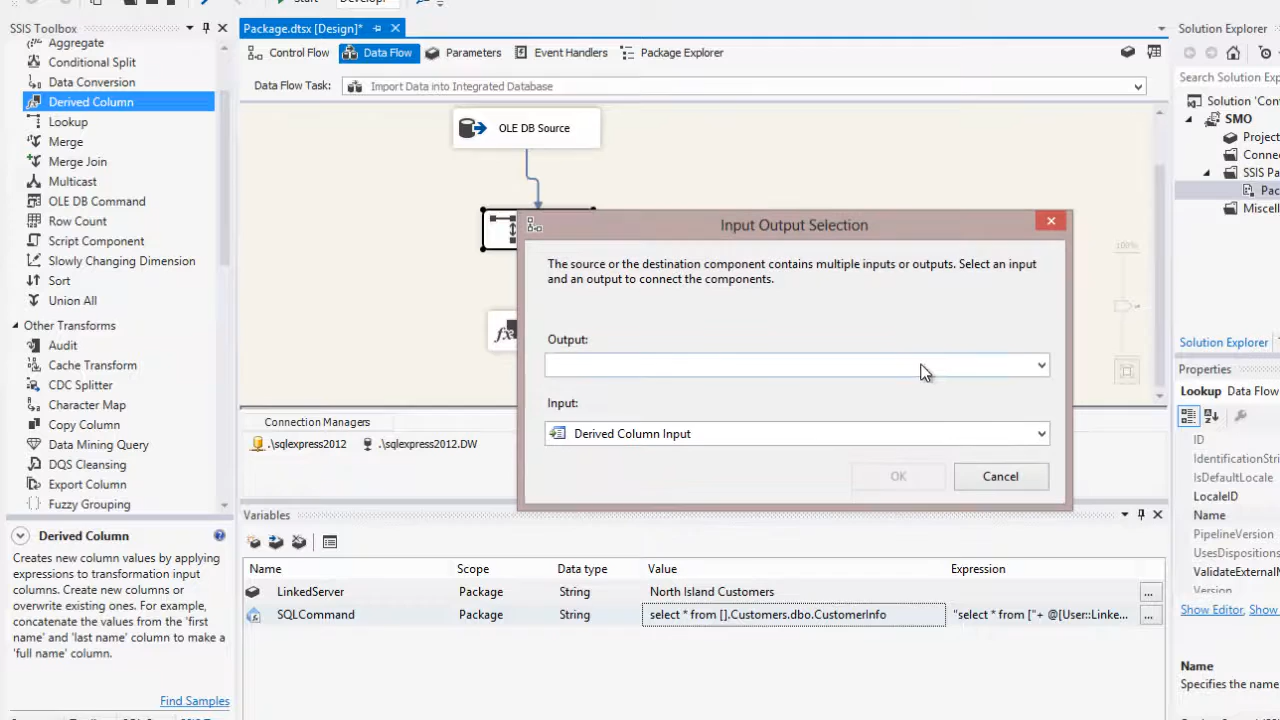 Start
Develop
SSIS Toolbox
Package.dtsx [Design]*
Solution Explorer
Aggregate
Conditional Split
Data Conversion
Derived Column
Lookup
Merge
Merge Join
Multicast
OLE DB Command
Row Count
Script Component
Slowly Changing Dimension
Sort
Union All
Other Transforms
Audit
Cache Transform
CDC Splitter
Character Map
Copy Column
Data Mining Query
DQS Cleansing
Export Column
Fuzzy Grouping
Derived Column
Creates new column values by applying
expressions to transformation input
columns. Create new columns or
overwrite existing ones. For example,
concatenate the values from the 'first
name' and 'last name' column to make a
'full name' column.
Find Samples
Control Flow
Data Flow
Parameters
Event Handlers
Package Explorer
Data Flow Task:
Import Data into Integrated Database
OLE DB Source
fx
100%
Input Output Selection
The source or the destination component contains multiple inputs or outputs. Select an input
and an output to connect the components.
Output:
Input:
Derived Column Input
OK
Cancel
Connection Managers
.\sqlexpress2012
.\sqlexpress2012.DW
Variables
Name Scope Data type Value Expression
LinkedServer Package String North Island Customers ...
SQLCommand Package String select * from [].Customers.dbo.CustomerInfo "select * from ["+ @[User::Linke... ...
Search Solution Exp
Solution 'Con
SMO
Project
Conne
SSIS Pa
Pac
Miscell
Solution Explorer
Properties
Lookup Data Flow
ID
IdentificationStri
IsDefaultLocale
LocaleID
Name
PipelineVersion
UsesDispositions
ValidateExternalM
Version
Show Editor, Show
Name
Specifies the name